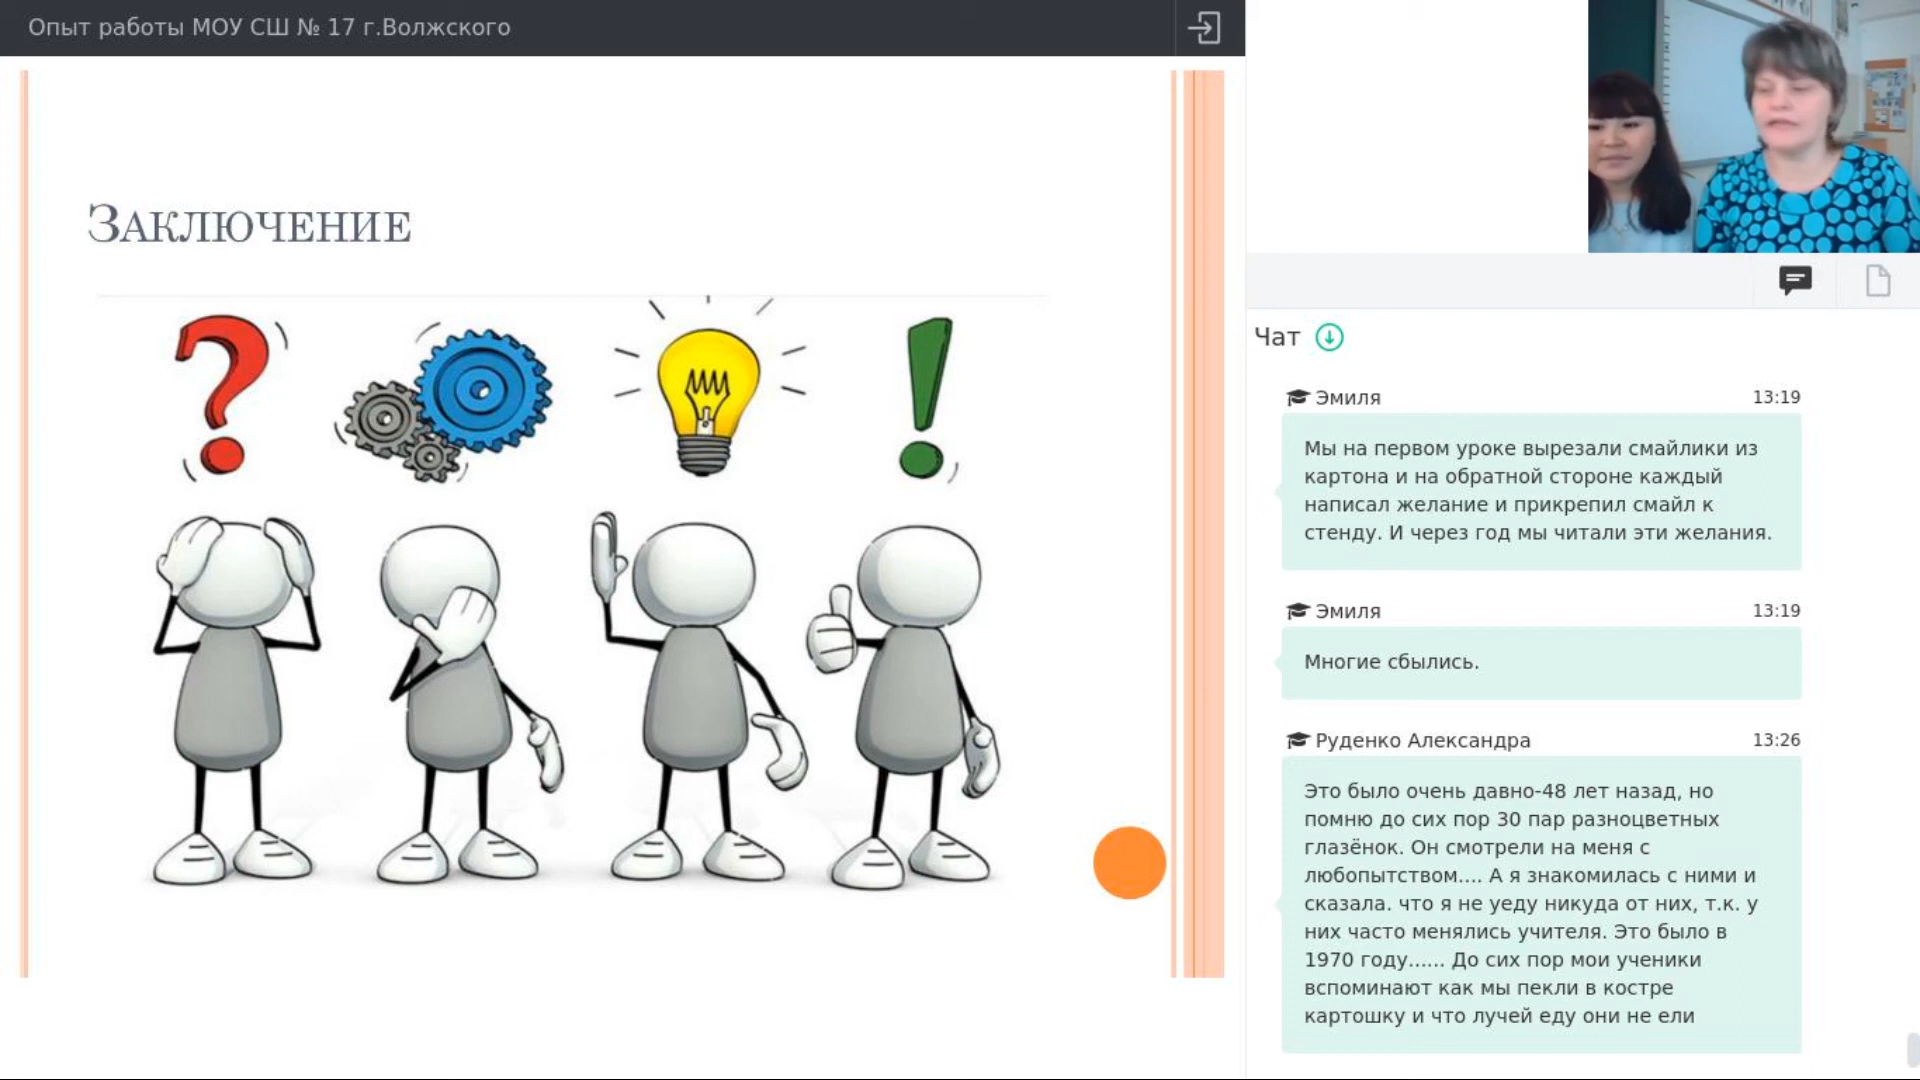 Опыт работы МОУ СШ № 17 г.Волжского
Заключение
Чат
Эмиля 13:19
Мы на первом уроке вырезали смайлики из
картона и на обратной стороне каждый
написал желание и прикрепил смайл к
стенду. И через год мы читали эти желания.
Эмиля 13:19
Многие сбылись.
Руденко Александра 13:26
Это было очень давно-48 лет назад, но
помню до сих пор 30 пар разноцветных
глазёнок. Он смотрели на меня с
любопытством.... А я знакомилась с ними и
сказала. что я не уеду никуда от них, т.к. у
них часто менялись учителя. Это было в
1970 году...... До сих пор мои ученики
вспоминают как мы пекли в костре
картошку и что лучей еду они не ели